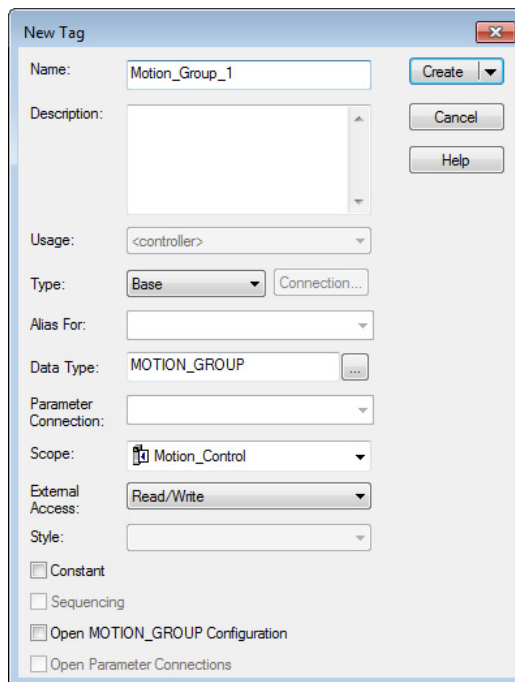 New Tag
Name: Motion_Group_1 Create
Description: Cancel
Help
Usage: <controller>
Type: Base Connection...
Alias For:
Data Type: MOTION_GROUP ...
Parameter
Connection:
Scope: Motion_Control
External
Access: Read/Write
Style:
Constant
Sequencing
Open MOTION_GROUP Configuration
Open Parameter Connections